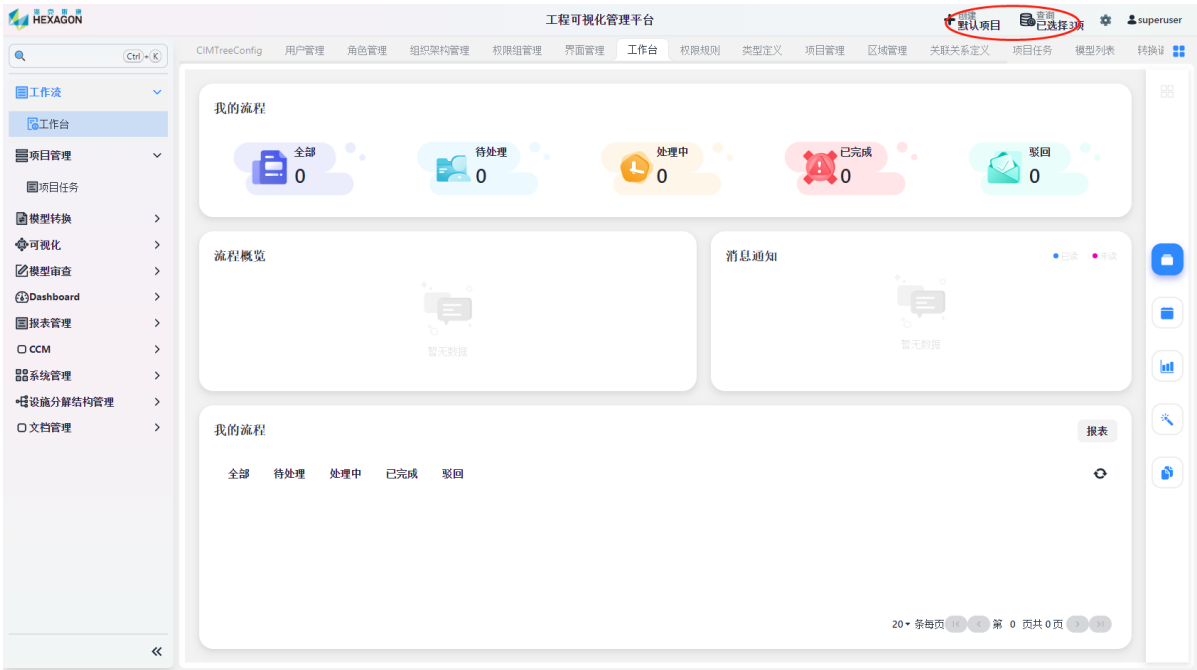 海克斯康
HEXAGON
工程可视化管理平台
创建
默认项目
查询
已选择3项
superuser
Ctrl + K
CIMTreeConfig 用户管理 角色管理 组织架构管理 权限组管理 界面管理 工作台 权限规则 类型定义 项目管理 区域管理 关联关系定义 项目任务 模型列表 转换
工作流
工作台
项目管理
项目任务
模型转换
可视化
模型审查
Dashboard
报表管理
CCM
系统管理
设施分解结构管理
文档管理
我的流程
全部
0
待处理
0
处理中
0
已完成
0
驳回
0
流程概览
暂无数据
消息通知
已读 未读
暂无数据
我的流程
报表
全部 待处理 处理中 已完成 驳回
20 条每页 第 0 页共0页